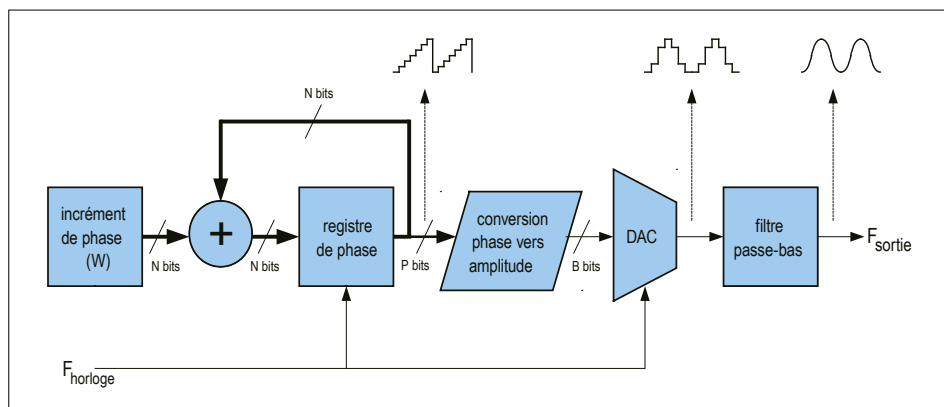 N bits
incrément
de phase
(W)
N bits
+
N bits
registre
de phase
P bits
conversion
phase vers
amplitude
B bits
DAC
filtre
passe-bas
Fsortie
Fhorloge